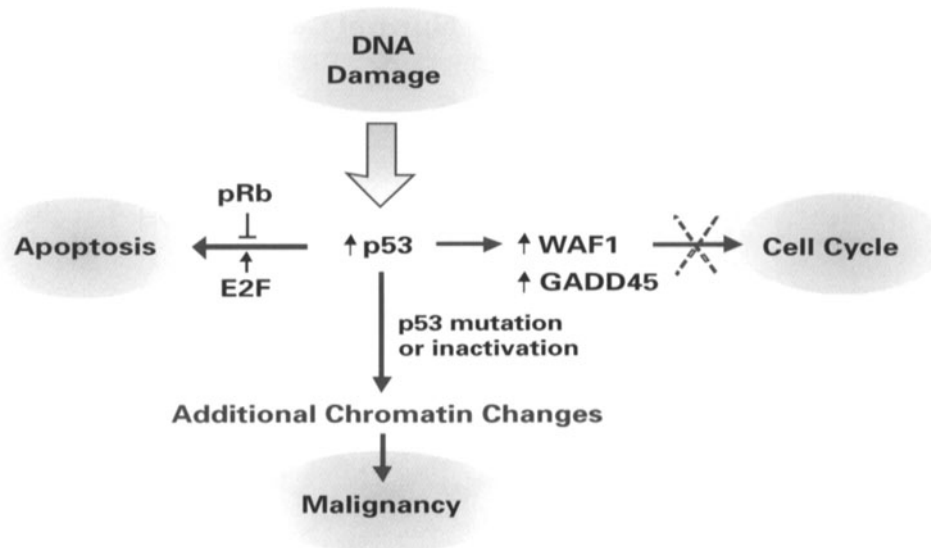 DNA
Damage
pRb
Apoptosis
↑ p53
↑ WAF1
Cell Cycle
E2F
↑ GADD45
p53 mutation
or inactivation
Additional Chromatin Changes
Malignancy